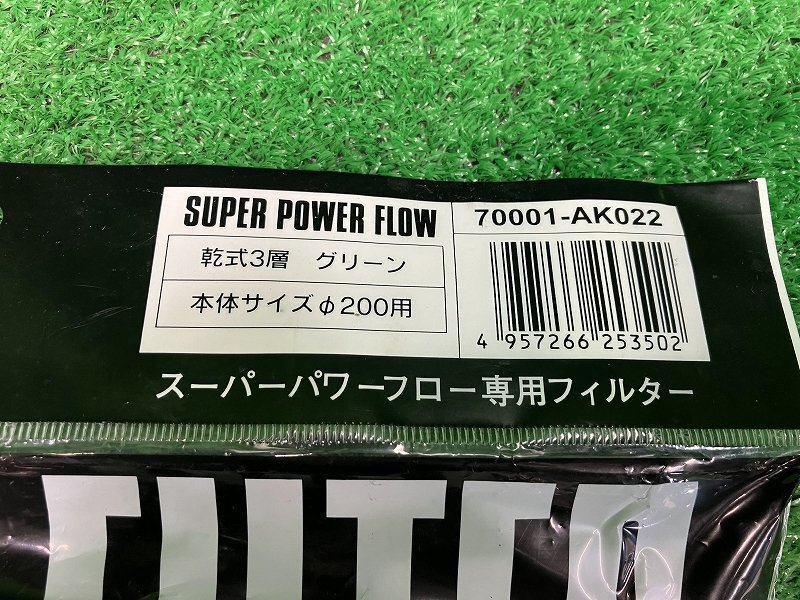 SUPER POWER FLOW
70001-AK022
乾式3層 グリーン
本体サイズφ200用
4 957266 253502
スーパーパワーフロー専用フィルター